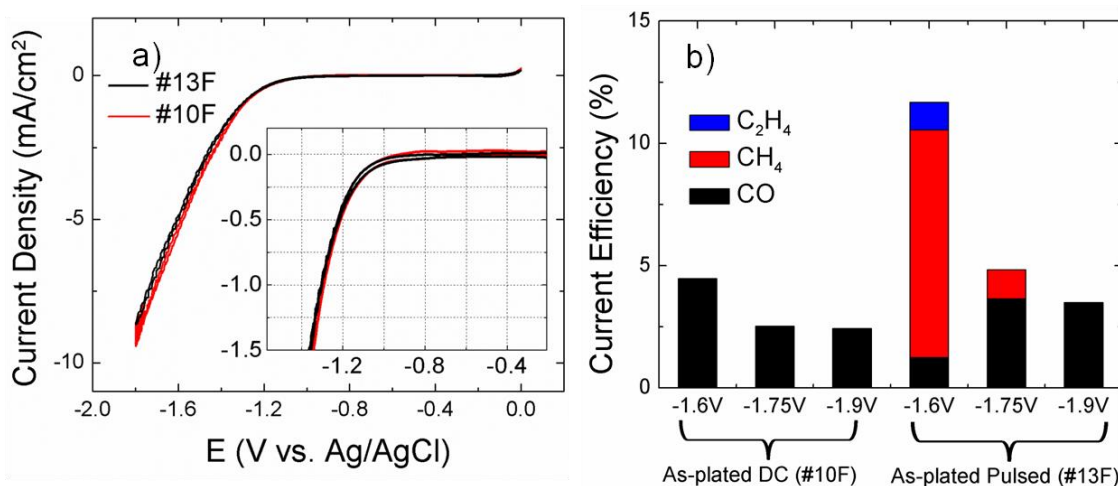 a)
#13F
#10F
Current Density (mA/cm²)
0
-5
-10
-2.0 -1.6 -1.2 -0.8 -0.4 0.0
E (V vs. Ag/AgCl)
0.0
-0.5
-1.0
-1.5
-1.2 -0.8 -0.4
b)
C₂H₄
CH₄
CO
Current Efficiency (%)
15
10
5
0
-1.6V -1.75V -1.9V -1.6V -1.75V -1.9V
As-plated DC (#10F) As-plated Pulsed (#13F)